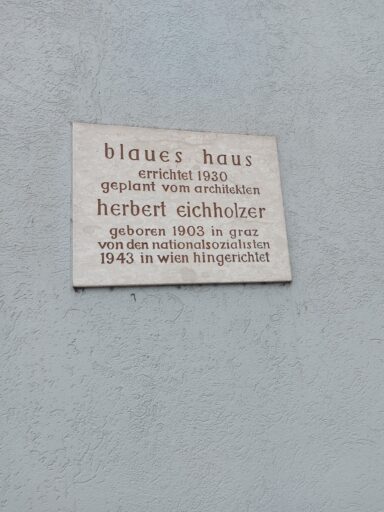 blaues haus
errichtet 1930
geplant vom architekten
herbert eichholzer
geboren 1903 in graz
von den nationalsozialisten
1943 in wien hingerichtet